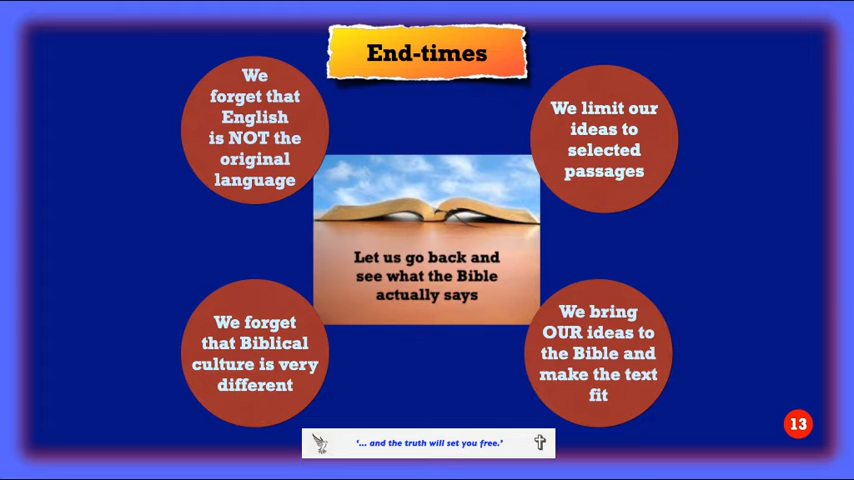 End-times
We
forget that
English
is NOT the
original
language
We limit our
ideas to
selected
passages
Let us go back and
see what the Bible
actually says
We forget
that Biblical
culture is very
different
We bring
OUR ideas to
the Bible and
make the text
fit
13
‘... and the truth will set you free.’